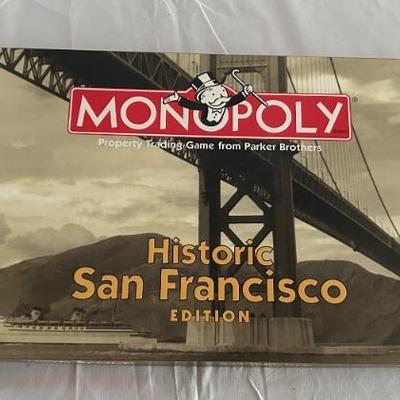 MONOPOLY®
Property Trading Game from Parker Brothers
Historic
San Francisco
EDITION